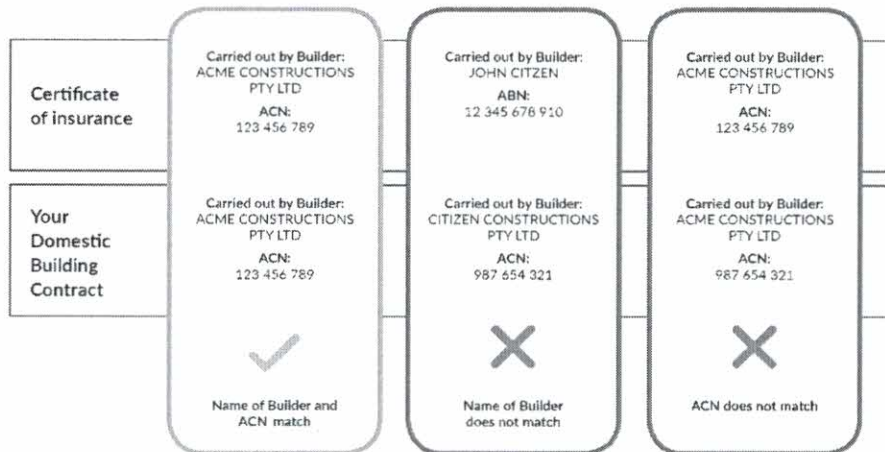 Certificate
of insurance
Carried out by Builder:
ACME CONSTRUCTIONS
PTY LTD
ACN:
123 456 789
Carried out by Builder:
JOHN CITZEN
ABN:
12 345 678 910
Carried out by Builder:
ACME CONSTRUCTIONS
PTY LTD
ACN:
123 456 789
Your
Domestic
Building
Contract
Carried out by Builder:
ACME CONSTRUCTIONS
PTY LTD
ACN:
123 456 789
Carried out by Builder:
CITIZEN CONSTRUCTIONS
PTY LTD
ACN:
987 654 321
Carried out by Builder:
ACME CONSTRUCTIONS
PTY LTD
ACN:
987 654 321
Name of Builder and
ACN match
Name of Builder
does not match
ACN does not match